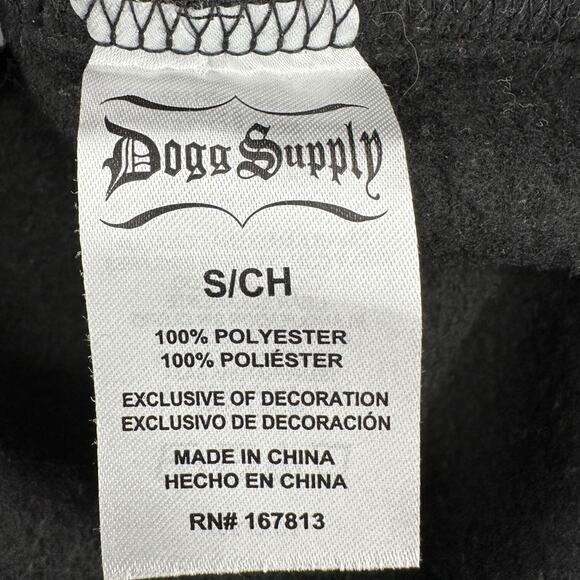 Dogg Supply
S/CH
100% POLYESTER
100% POLIÉSTER
EXCLUSIVE OF DECORATION
EXCLUSIVO DE DECORACIÓN
MADE IN CHINA
HECHO EN CHINA
RN# 167813